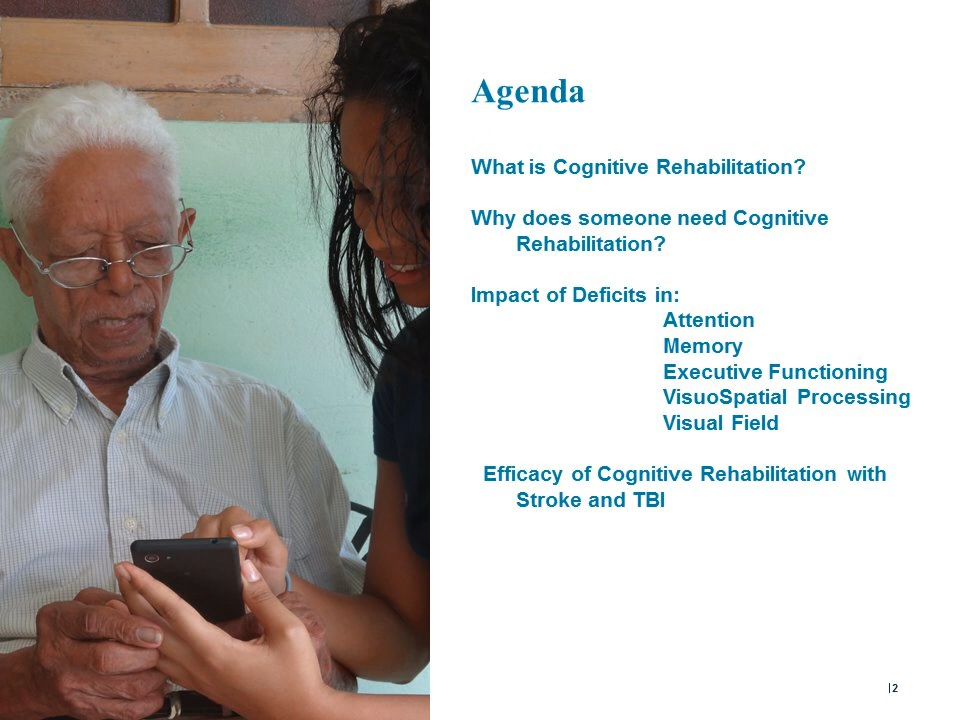 Agenda
What is Cognitive Rehabilitation?
Why does someone need Cognitive
Rehabilitation?
Impact of Deficits in:
Attention
Memory
Executive Functioning
VisuoSpatial Processing
Visual Field
Efficacy of Cognitive Rehabilitation with
Stroke and TBI
|2